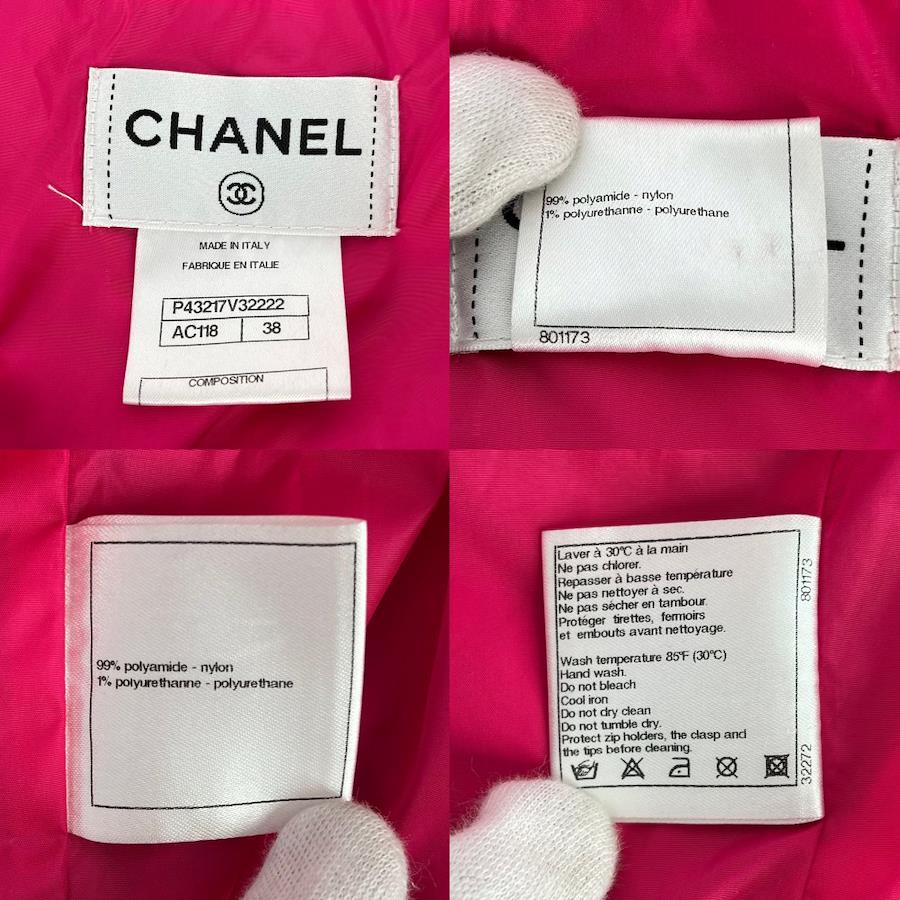 CHANEL
MADE IN ITALY
FABRIQUE EN ITALIE
P43217V32222
AC118 38
COMPOSITION
99% polyamide - nylon
1% polyurethanne - polyurethane
801173
99% polyamide - nylon
1% polyurethanne - polyurethane
Laver à 30°C à la main
Ne pas chlorer.
Repasser à basse température
Ne pas nettoyer à sec.
Ne pas sécher en tambour.
Protéger tirettes, fermoirs
et embouts avant nettoyage.
Wash temperature 85°F (30°C)
Hand wash.
Do not bleach
Cool iron
Do not dry clean
Do not tumble dry.
Protect zip holders, the clasp and
the tips before cleaning.
801173
32272